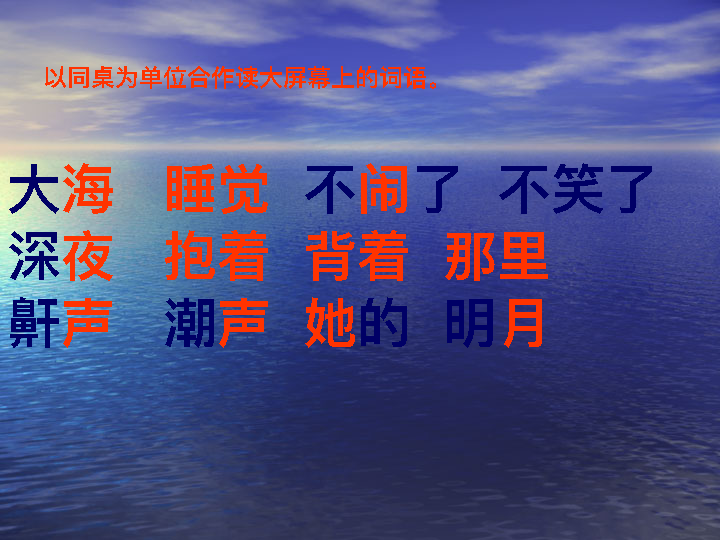 以同桌为单位合作读大屏幕上的词语。
大海 睡觉 不闹了 不笑了
深夜 抱着 背着 那里
鼾声 潮声 她的 明月